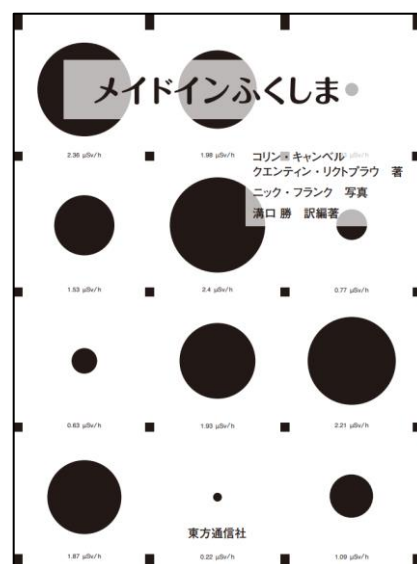 メイドインふくしま
2.36 μSv/h
1.98 μSv/h
コリン・キャンベル
クエンティン・リクトブラウ 著
ニック・フランク 写真
溝口 勝 訳編著
1.53 μSv/h
2.4 μSv/h
0.77 μSv/h
0.63 μSv/h
1.93 μSv/h
2.21 μSv/h
東方通信社
1.87 μSv/h
0.22 μSv/h
1.09 μSv/h